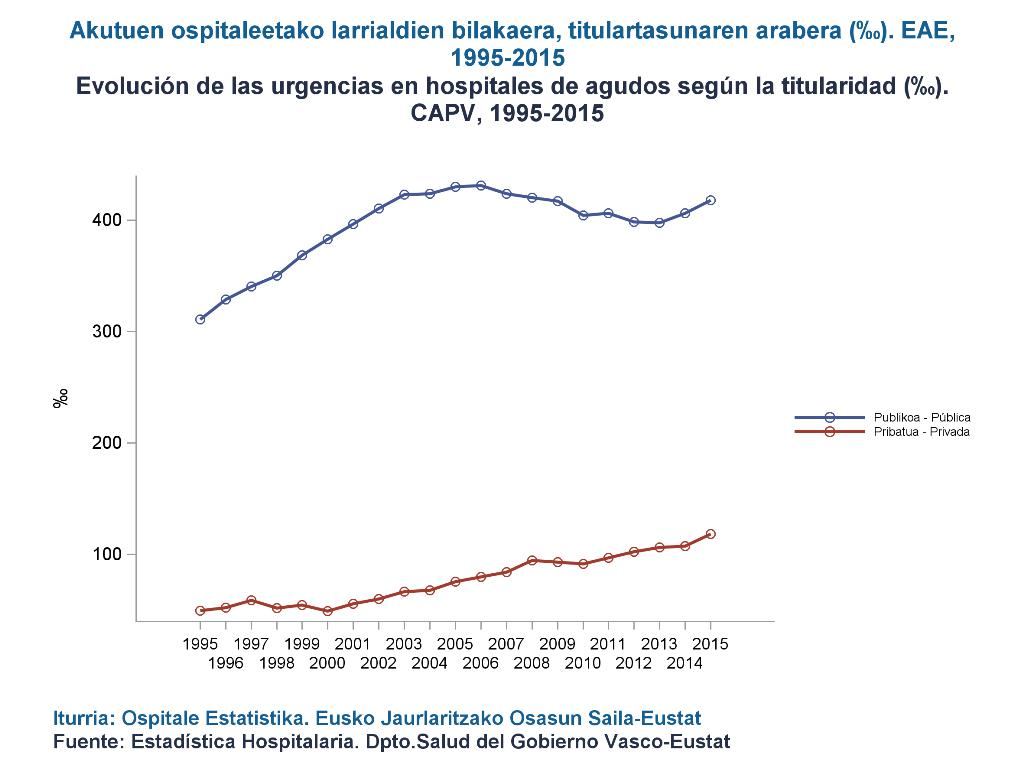 Akutuen ospitaleetako larrialdien bilakaera, titulartasunaren arabera (‰). EAE,
1995-2015
Evolución de las urgencias en hospitales de agudos según la titularidad (‰).
CAPV, 1995-2015
400
300
200
100
‰
Publikoa - Pública
Pribatua - Privada
1995 1997 1999 2001 2003 2005 2007 2009 2011 2013 2015
1996 1998 2000 2002 2004 2006 2008 2010 2012 2014
Iturria: Ospitale Estatistika. Eusko Jaurlaritzako Osasun Saila-Eustat
Fuente: Estadística Hospitalaria. Dpto.Salud del Gobierno Vasco-Eustat